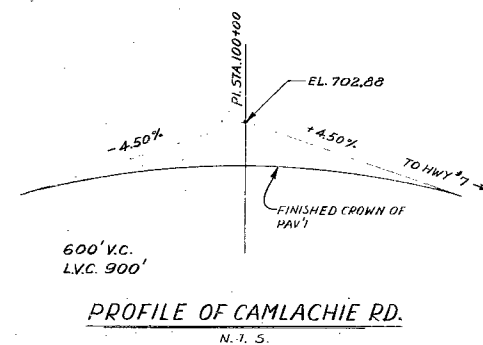 PI. STA. 100+00
EL. 702.88
- 4.50%
+ 4.50%
TO HWY #7
FINISHED CROWN OF
PAV'T
600' V.C.
L.V.C. 900'
PROFILE OF CAMLACHIE RD.
N. T. S.